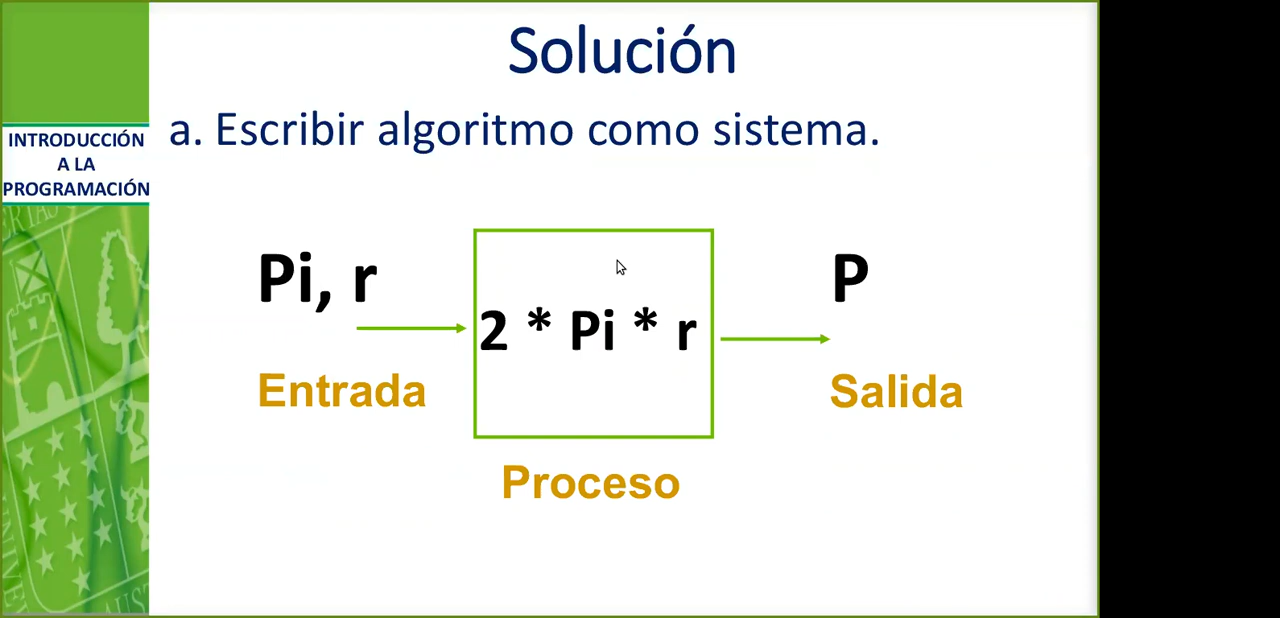 Solución
a. Escribir algoritmo como sistema.
INTRODUCCIÓN
A LA
PROGRAMACIÓN
Pi, r
2 * Pi * r
P
Entrada
Salida
Proceso